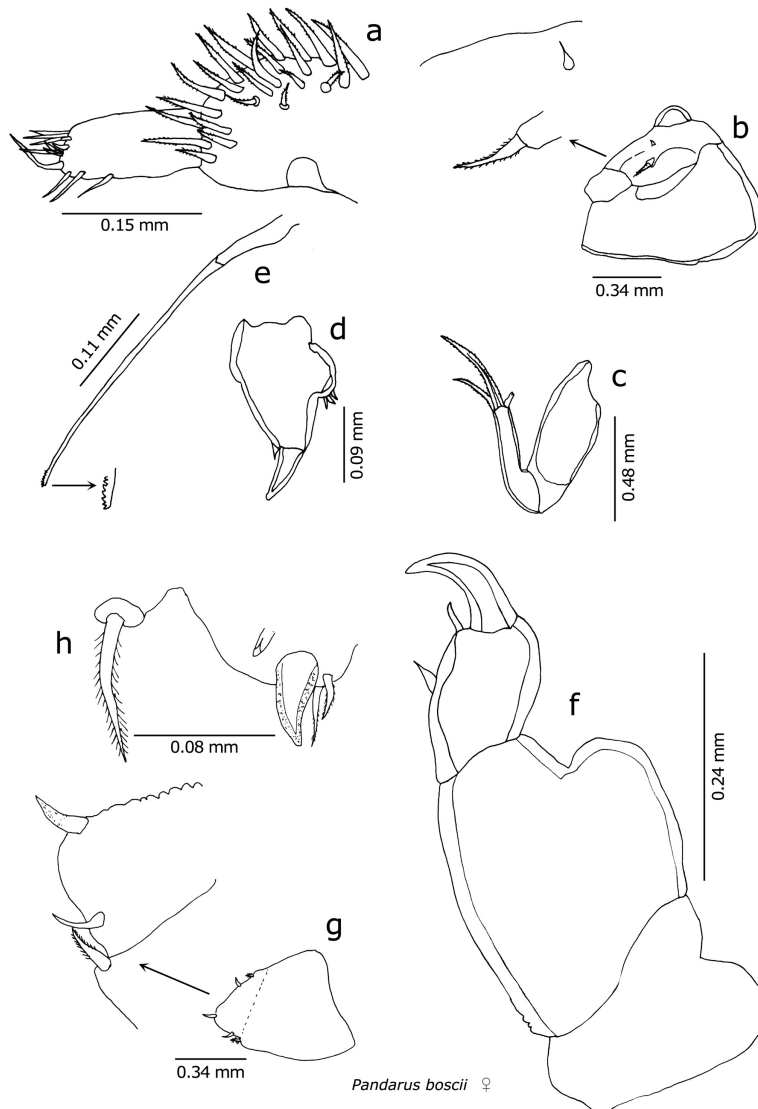 a
b
0.15 mm
0.34 mm
e
d
0.11 mm
0.09 mm
c
0.48 mm
h
0.08 mm
f
0.24 mm
g
0.34 mm
Pandarus boscii ♀